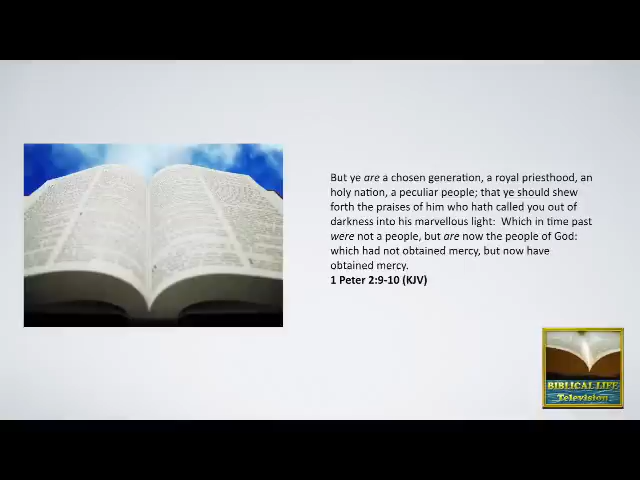 But ye are a chosen generation, a royal priesthood, an
holy nation, a peculiar people; that ye should shew
forth the praises of him who hath called you out of
darkness into his marvellous light:  Which in time past
were not a people, but are now the people of God:
which had not obtained mercy, but now have
obtained mercy.
1 Peter 2:9-10 (KJV)
BIBLICAL LIFE
Television